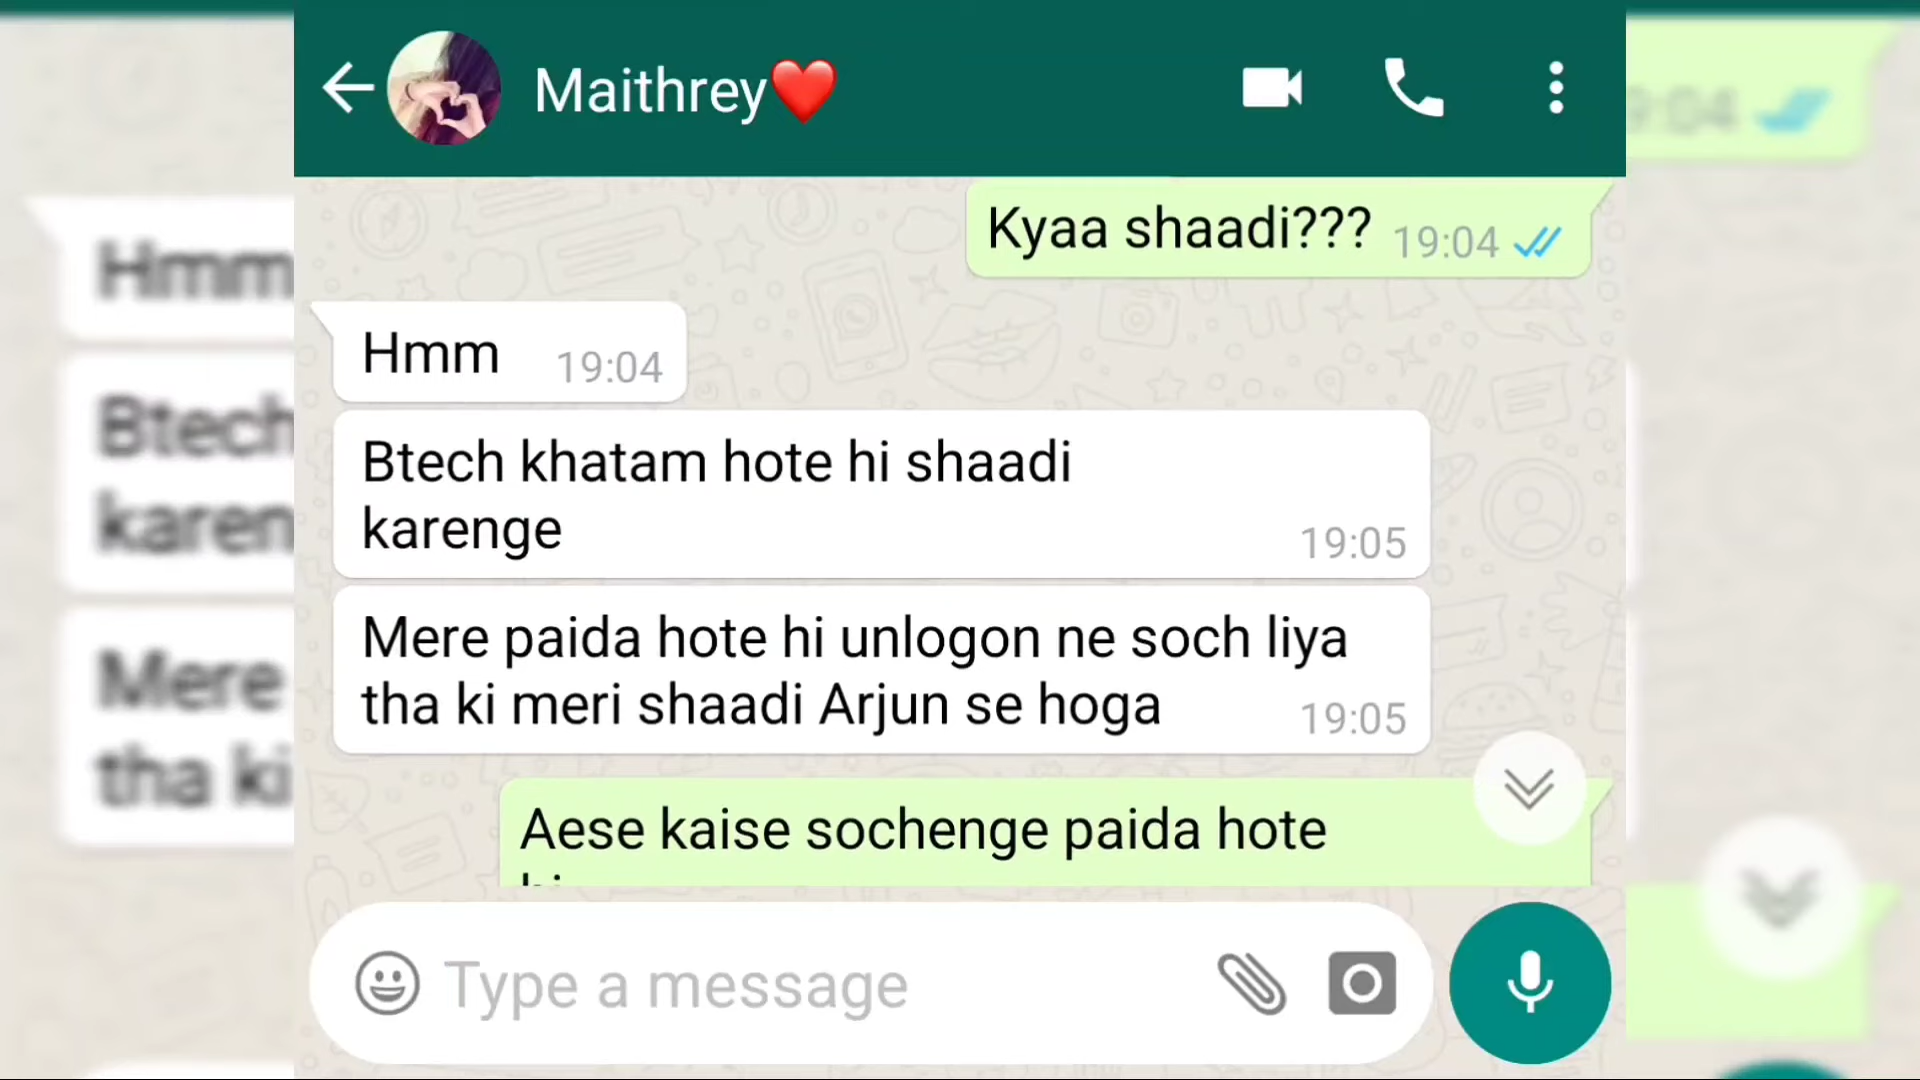 Maithrey❤️
Kyaa shaadi??? 19:04
Hmm 19:04
Btech khatam hote hi shaadi
karenge 19:05
Mere paida hote hi unlogon ne soch liya
tha ki meri shaadi Arjun se hoga 19:05
Aese kaise sochenge paida hote
Type a message